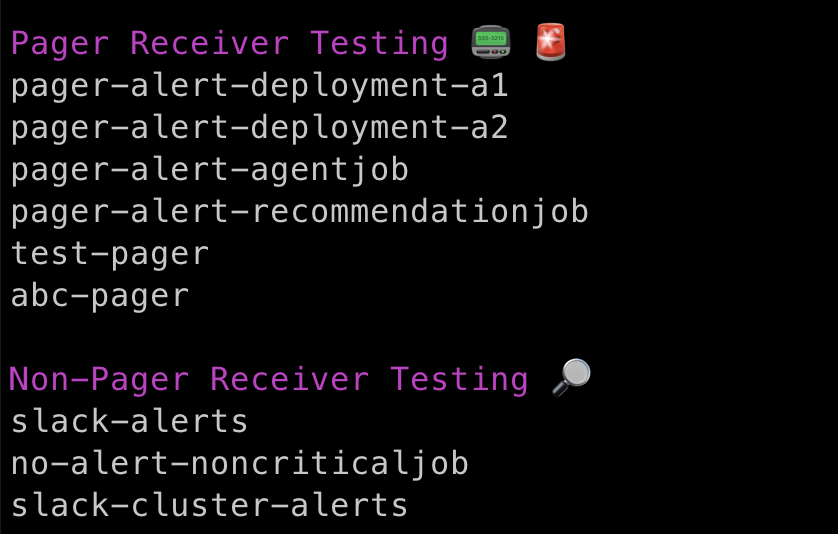 Pager Receiver Testing 📟 🚨
pager-alert-deployment-a1
pager-alert-deployment-a2
pager-alert-agentjob
pager-alert-recommendationjob
test-pager
abc-pager
Non-Pager Receiver Testing 🔎
slack-alerts
no-alert-noncriticaljob
slack-cluster-alerts